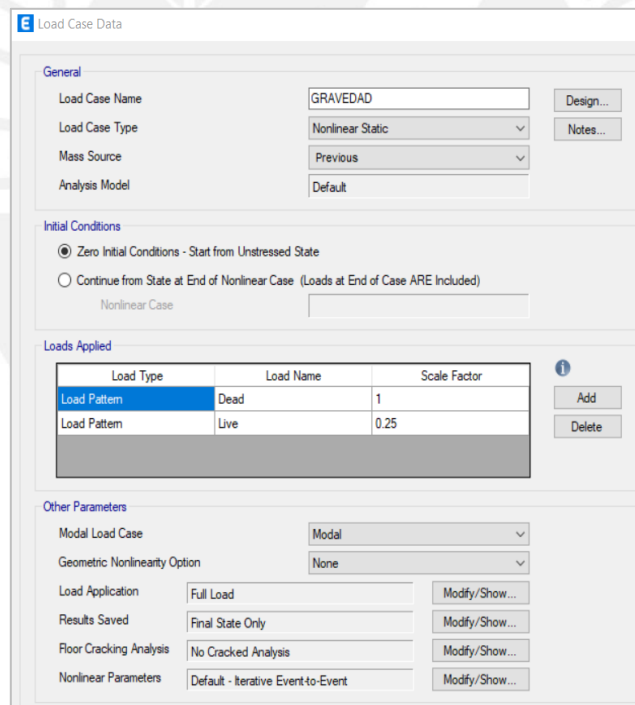 E Load Case Data
General
Load Case Name GRAVEDAD Design...
Load Case Type Nonlinear Static Notes...
Mass Source Previous
Analysis Model Default
Initial Conditions
Zero Initial Conditions - Start from Unstressed State
Continue from State at End of Nonlinear Case (Loads at End of Case ARE Included)
Nonlinear Case
Loads Applied
Load Type Load Name Scale Factor
Load Pattern Dead 1 Add
Load Pattern Live 0.25 Delete
Other Parameters
Modal Load Case Modal
Geometric Nonlinearity Option None
Load Application Full Load Modify/Show...
Results Saved Final State Only Modify/Show...
Floor Cracking Analysis No Cracked Analysis Modify/Show...
Nonlinear Parameters Default - Iterative Event-to-Event Modify/Show...